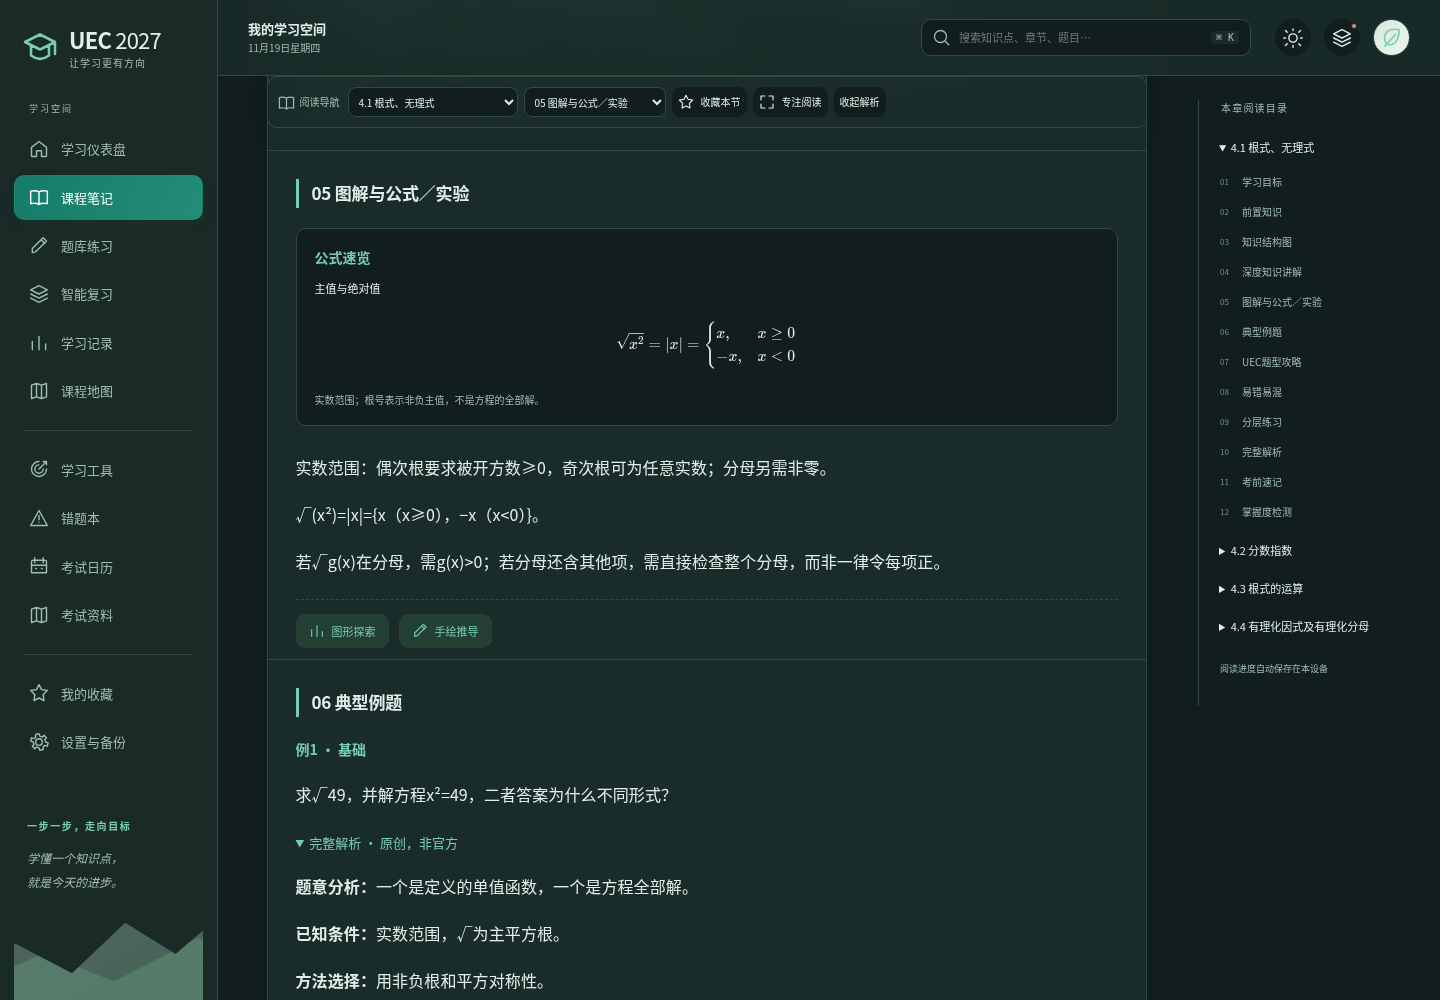 UEC 2027
让学习更有方向
学习空间
学习仪表盘
课程笔记
题库练习
智能复习
学习记录
课程地图
学习工具
错题本
考试日历
考试资料
我的收藏
设置与备份
一步一步，走向目标
学懂一个知识点，
就是今天的进步。
我的学习空间
11月19日星期四
搜索知识点、章节、题目…
⌘ K
阅读导航
4.1 根式、无理式
05 图解与公式／实验
收藏本节
专注阅读
收起解析
05 图解与公式／实验
公式速览
主值与绝对值
√x² = |x| = { x, x ≥ 0
−x, x < 0
实数范围；根号表示非负主值，不是方程的全部解。
实数范围：偶次根要求被开方数≥0，奇次根可为任意实数；分母另需非零。
√(x²)=|x|={x（x≥0），−x（x<0）}。
若√g(x)在分母，需g(x)>0；若分母还含其他项，需直接检查整个分母，而非一律令每项正。
图形探索
手绘推导
06 典型例题
例1 · 基础
求√49，并解方程x²=49，二者答案为什么不同形式？
▼ 完整解析 · 原创，非官方
题意分析：一个是定义的单值函数，一个是方程全部解。
已知条件：实数范围，√为主平方根。
方法选择：用非负根和平方对称性。
本章阅读目录
▼ 4.1 根式、无理式
01 学习目标
02 前置知识
03 知识结构图
04 深度知识讲解
05 图解与公式／实验
06 典型例题
07 UEC题型攻略
08 易错易混
09 分层练习
10 完整解析
11 考前速记
12 掌握度检测
▶ 4.2 分数指数
▶ 4.3 根式的运算
▶ 4.4 有理化因式及有理化分母
阅读进度自动保存在本设备